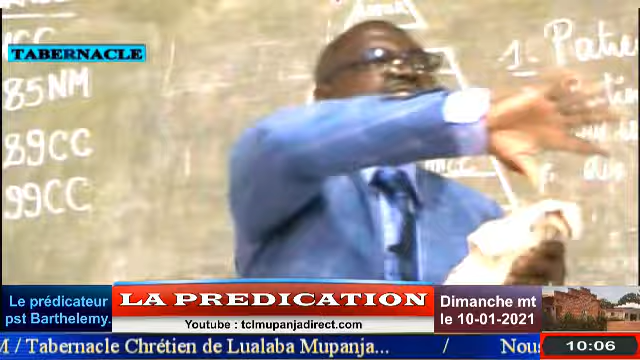 TABERNACLE
85NM
89CC
99CC
1. Patie
Le prédicateur
pst Barthelemy.
LA PREDICATION
Youtube : tclmupanjadirect.com
Dimanche mt
le 10-01-2021
M / Tabernacle Chrétien de Lualaba Mupanja... / Nous
10:06